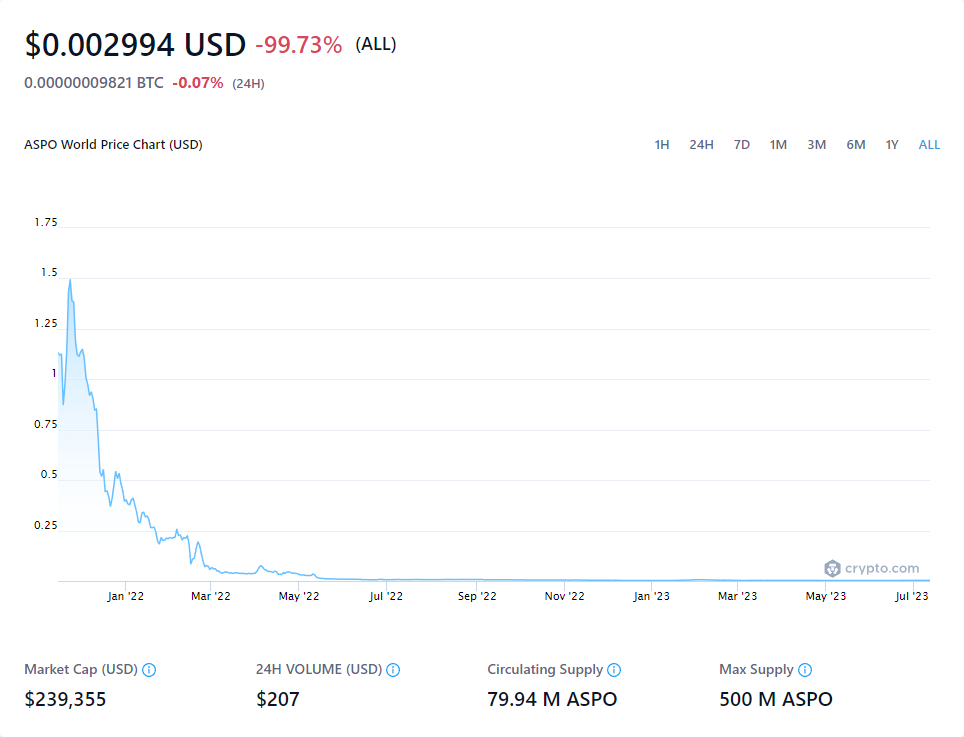 $0.002994 USD -99.73% (ALL)
0.00000009821 BTC -0.07% (24H)
ASPO World Price Chart (USD) 1H 24H 7D 1M 3M 6M 1Y ALL
1.75
1.5
1.25
1
0.75
0.5
0.25
crypto.com
Jan '22 Mar '22 May '22 Jul '22 Sep '22 Nov '22 Jan '23 Mar '23 May '23 Jul '23
Market Cap (USD) 24H VOLUME (USD) Circulating Supply Max Supply
$239,355 $207 79.94 M ASPO 500 M ASPO